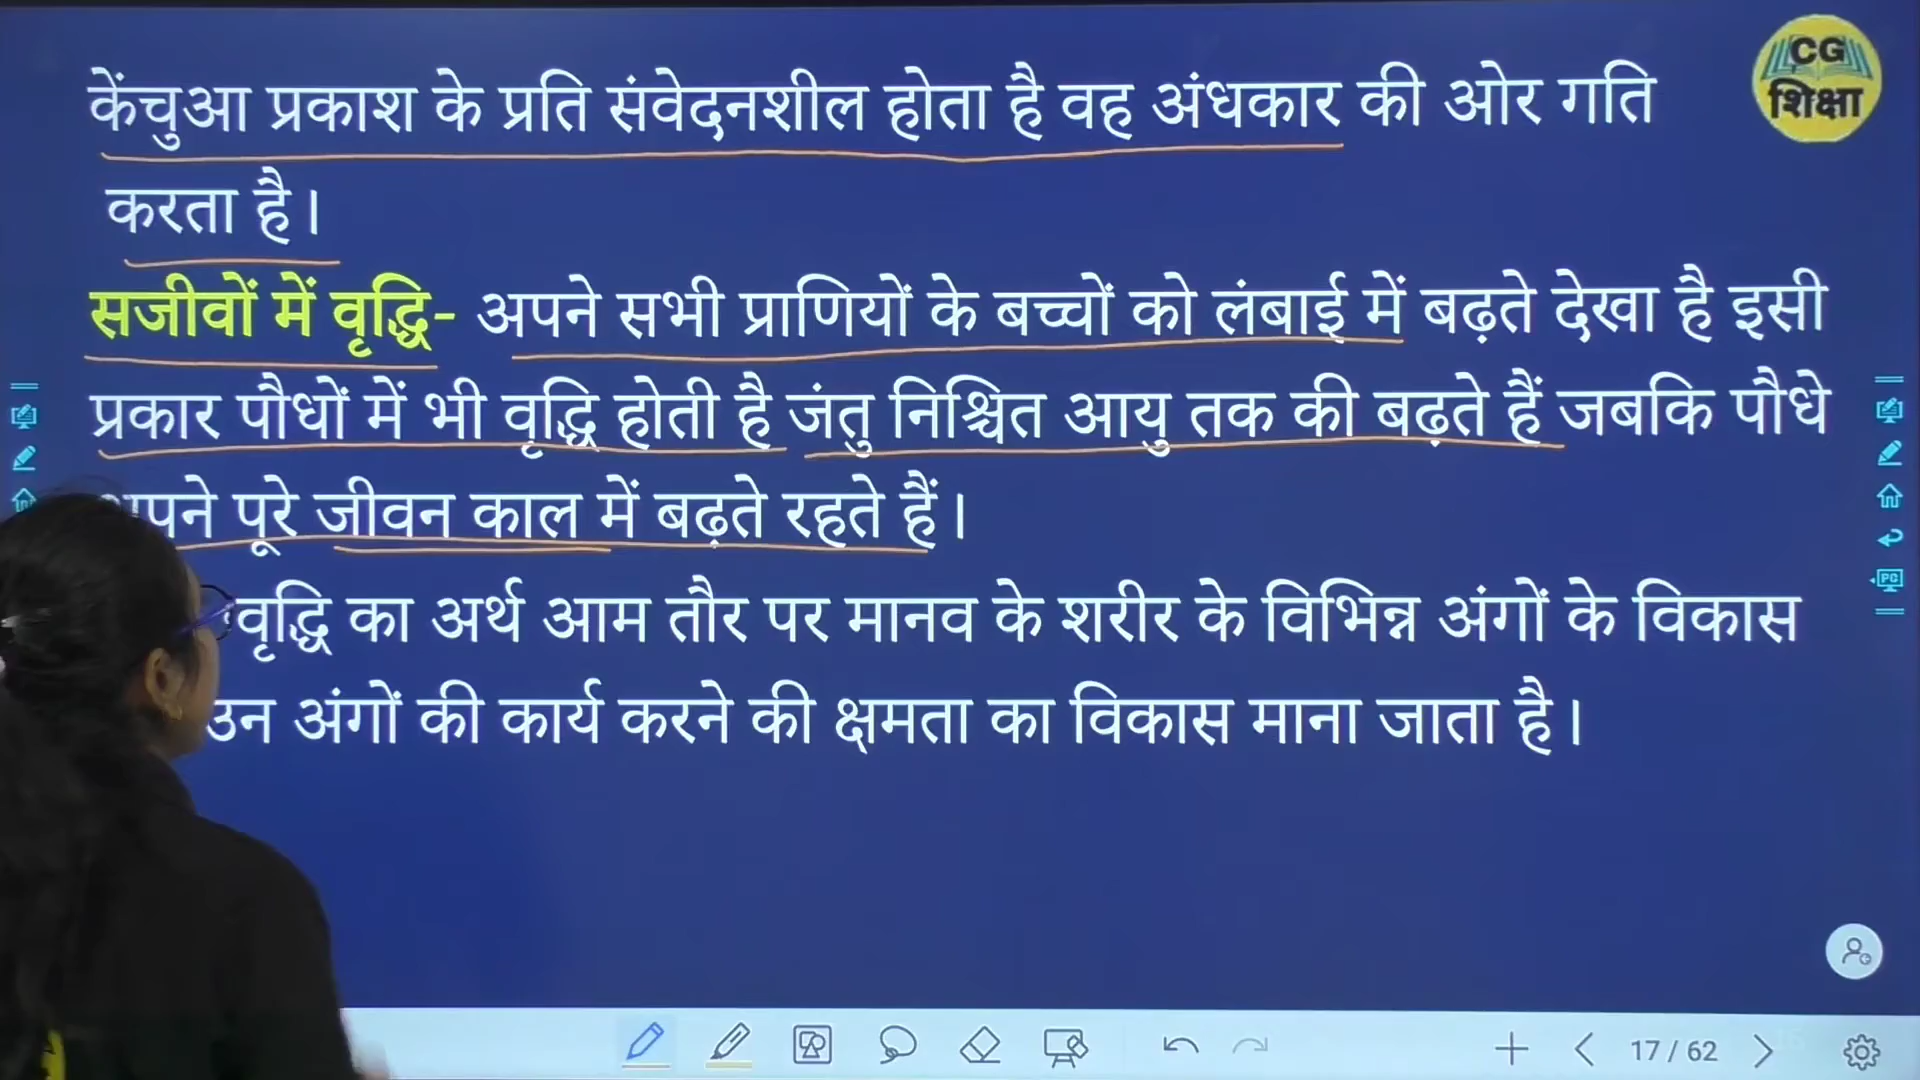 केंचुआ प्रकाश के प्रति संवेदनशील होता है वह अंधकार की ओर गति
CG
शिक्षा
करता है।
सजीवों में वृद्धि- अपने सभी प्राणियों के बच्चों को लंबाई में बढ़ते देखा है इसी
प्रकार पौधों में भी वृद्धि होती है जंतु निश्चित आयु तक की बढ़ते हैं जबकि पौधे
पूरे जीवन काल में बढ़ते रहते हैं।
वृद्धि का अर्थ आम तौर पर मानव के शरीर के विभिन्न अंगों के विकास
उन अंगों की कार्य करने की क्षमता का विकास माना जाता है।
PC
17 / 62